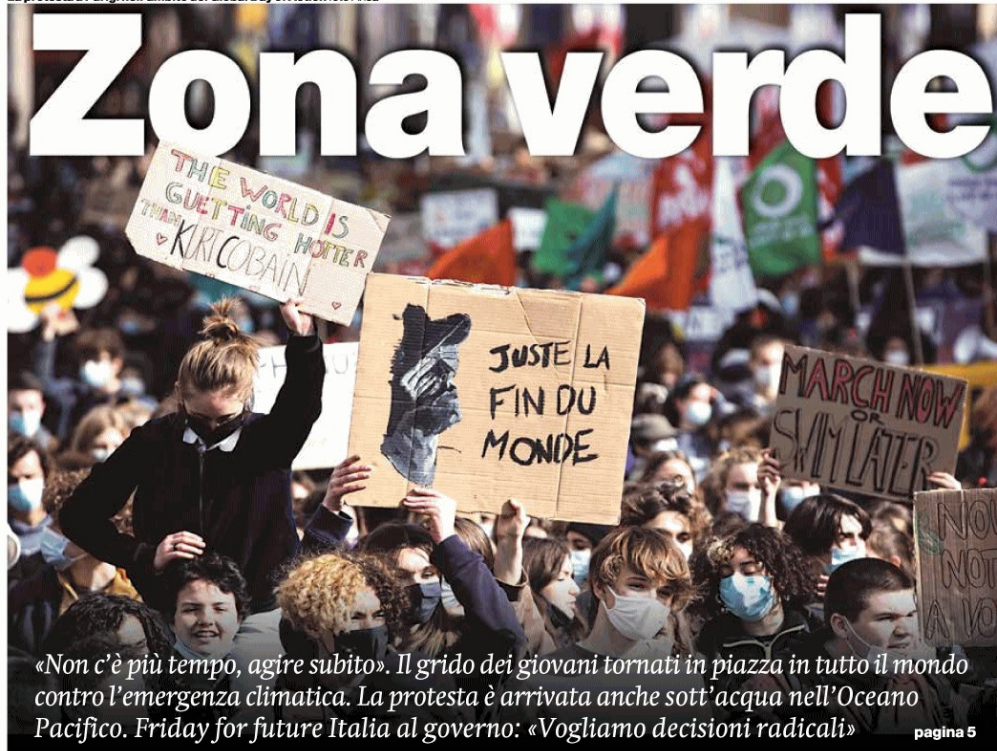 Zona verde
THE WORLD IS
GUETTING HOTTER
THAN
KURT COBAIN
JUSTE LA
FIN DU
MONDE
MARCH NOW
OR
SWIM LATER
NOT
«Non c'è più tempo, agire subito». Il grido dei giovani tornati in piazza in tutto il mondo
contro l'emergenza climatica. La protesta è arrivata anche sott'acqua nell'Oceano
Pacifico. Friday for future Italia al governo: «Vogliamo decisioni radicali»
pagina 5